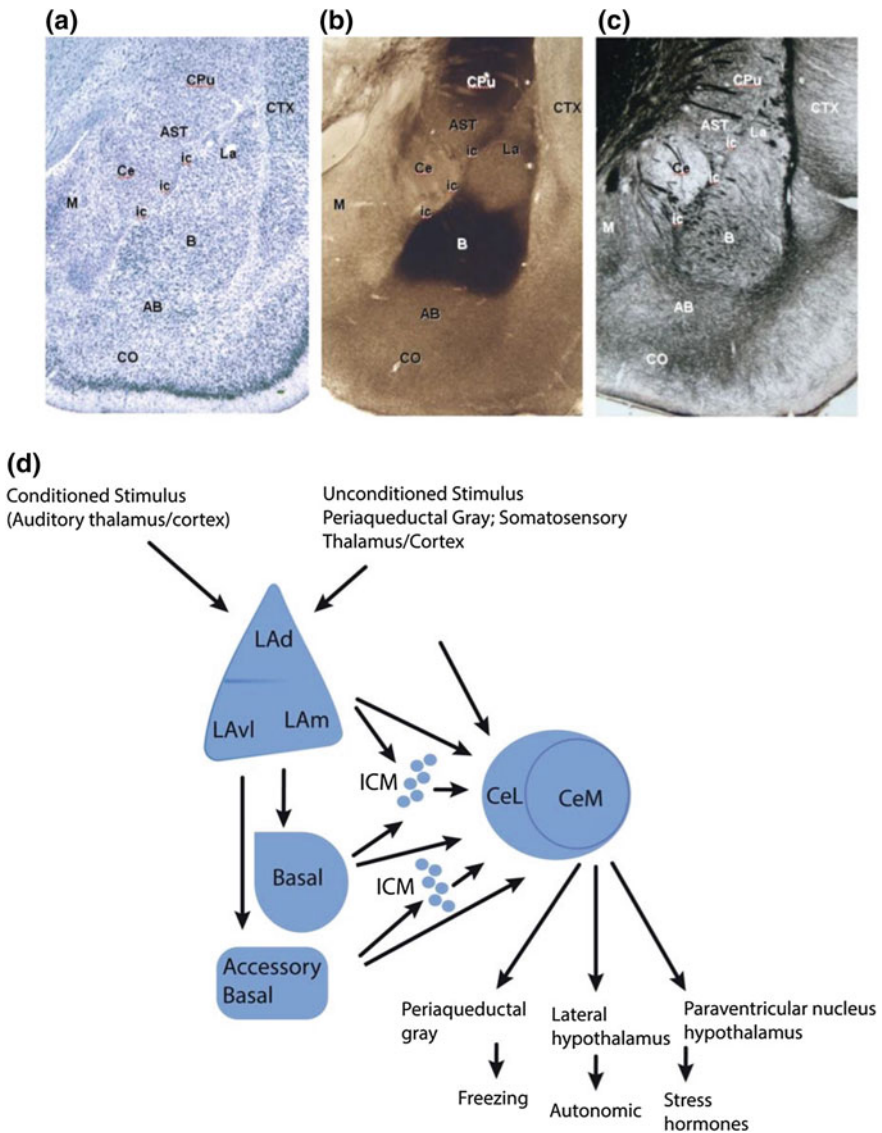 (a)
CPu
CTX
AST
La
ic
Ce
ic
M
ic
B
AB
CO
(b)
CPu
CTX
AST
ic
La
Ce
ic
M
ic
B
AB
CO
(c)
CPu
CTX
AST
La
ic
Ce
ic
M
ic
B
AB
CO
(d)
Conditioned Stimulus
(Auditory thalamus/cortex)
Unconditioned Stimulus
Periaqueductal Gray; Somatosensory
Thalamus/Cortex
LAd
LAvl
LAm
ICM
CeL
CeM
Basal
ICM
Accessory
Basal
Periaqueductal
gray
Lateral
hypothalamus
Paraventricular nucleus
hypothalamus
Freezing
Autonomic
Stress
hormones